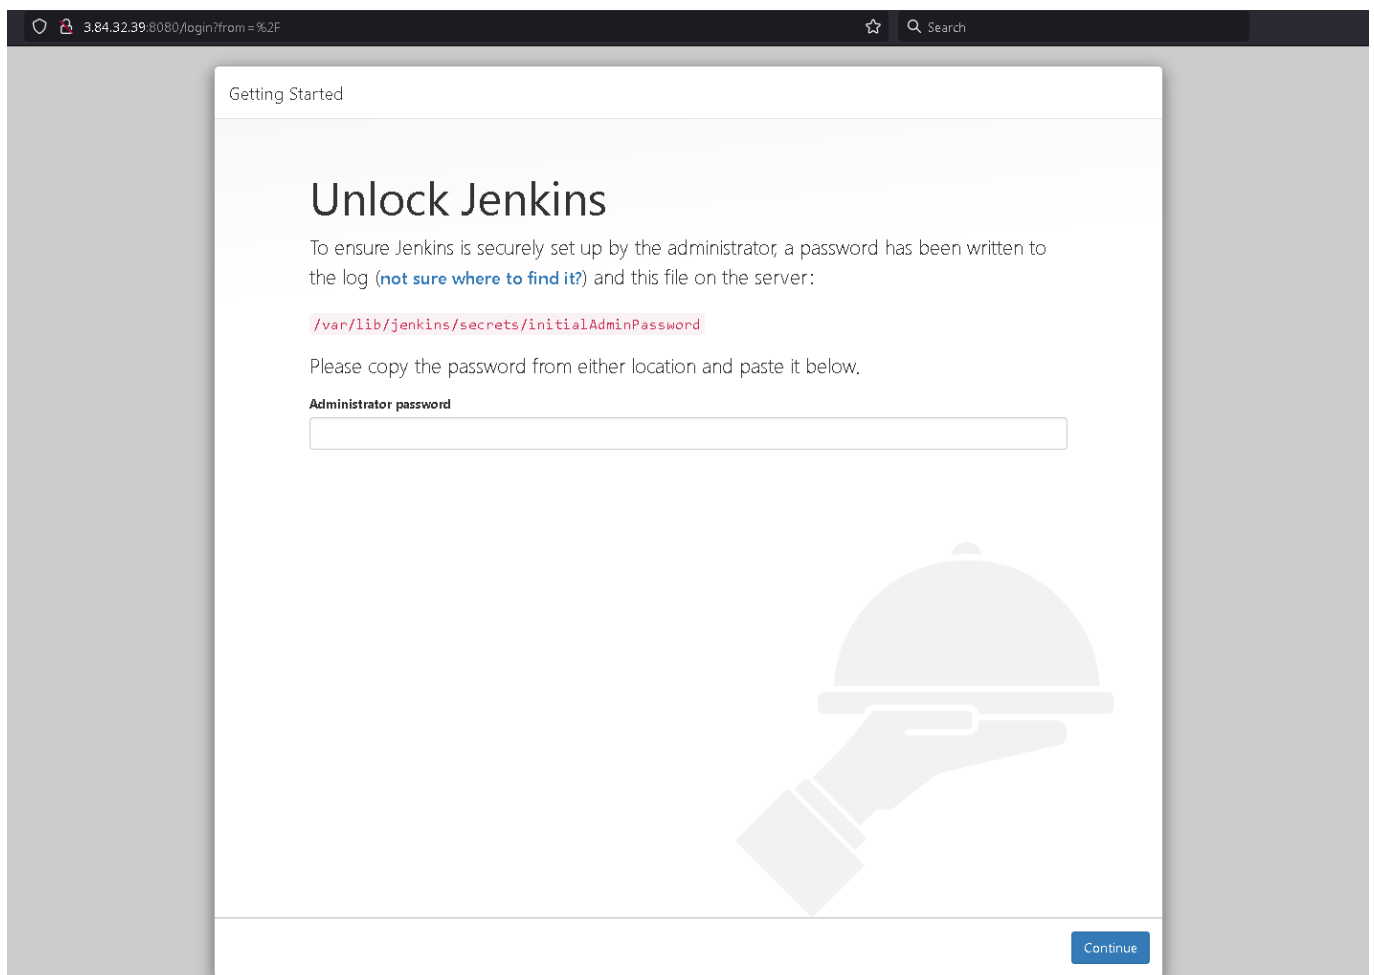 3.84.32.39:8080/login?from=%2F
Search
Getting Started
Unlock Jenkins
To ensure Jenkins is securely set up by the administrator, a password has been written to
the log (not sure where to find it?) and this file on the server:
/var/lib/jenkins/secrets/initialAdminPassword
Please copy the password from either location and paste it below.
Administrator password
Continue